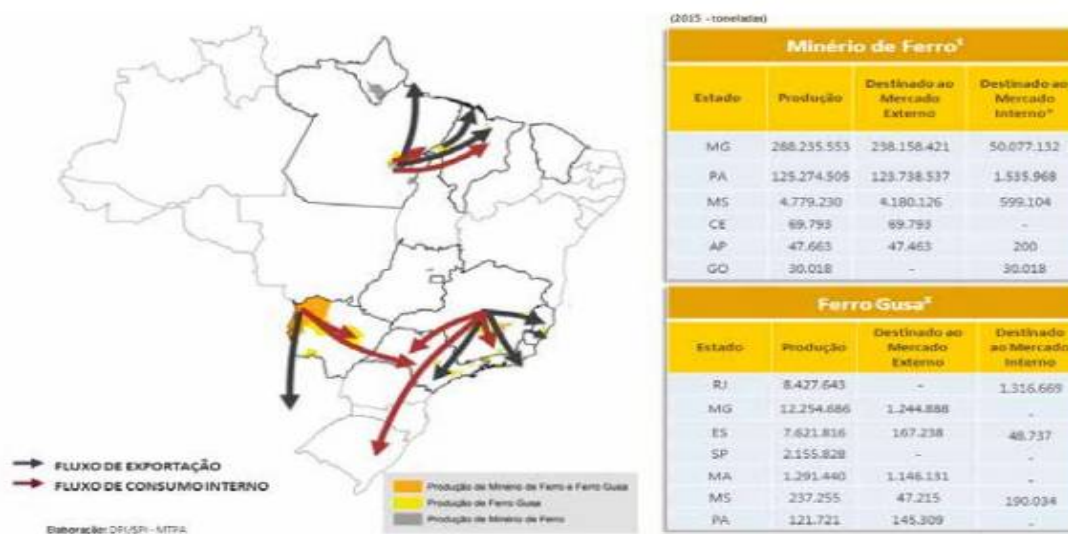 (2015 - toneladas)
Minério de Ferro¹
Estado Produção Destinado ao Mercado Externo Destinado ao Mercado Interno*
MG 288.235.553 238.158.421 50.077.132
PA 125.274.505 123.738.537 1.535.968
MS 4.779.230 4.180.126 599.104
CE 69.793 69.793 -
AP 47.663 47.463 200
GO 30.018 - 30.018
Ferro Gusa²
Estado Produção Destinado ao Mercado Externo Destinado ao Mercado Interno
RJ 8.427.643 - 1.316.669
MG 12.254.686 1.244.888 -
ES 7.621.816 167.238 48.737
SP 2.155.828 - -
MA 1.291.440 1.146.131 -
MS 237.255 47.215 190.034
PA 121.721 145.309 -
FLUXO DE EXPORTAÇÃO
FLUXO DE CONSUMO INTERNO
Produção de Minério de Ferro e Ferro Gusa
Produção de Ferro Gusa
Produção de Minério de Ferro
Elaboração: DPI/SPI - MTPA